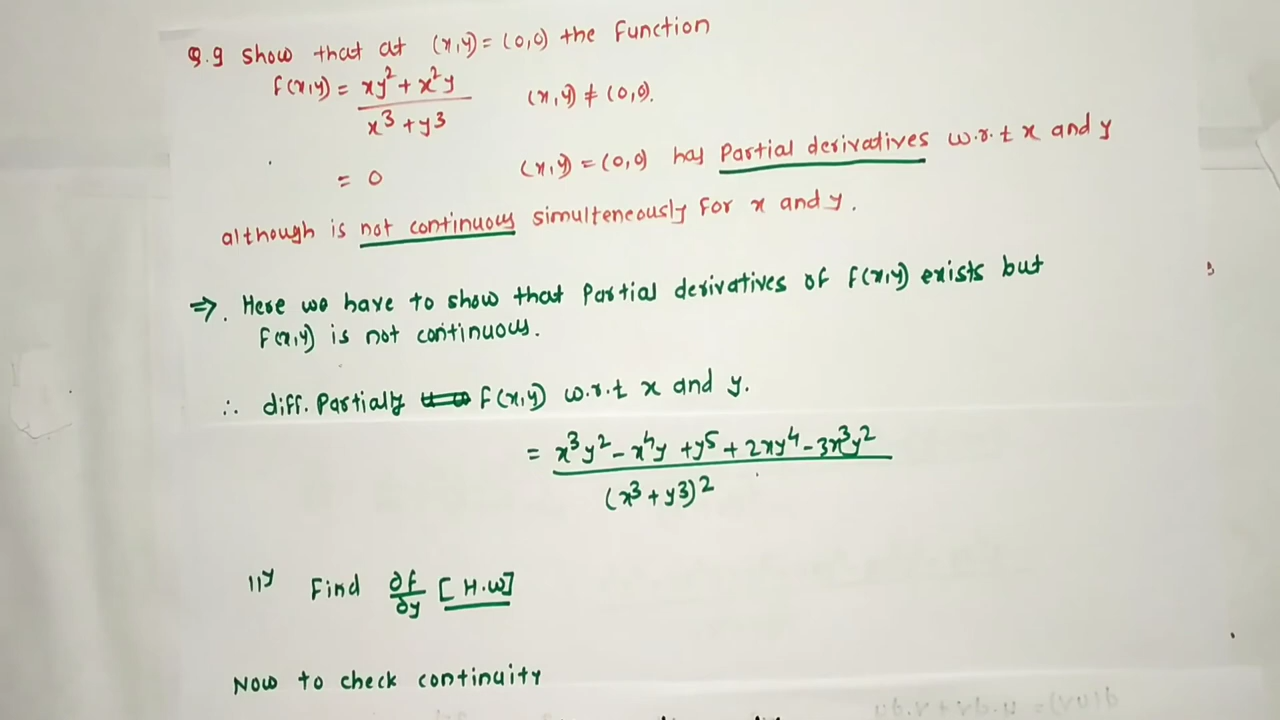 Q.9 Show that at (x,y) = (0,0) the Function
f(x,y) = xy² + x²y / x³ + y3 (x,y) ≠ (0,0).
= 0 (x,y) = (0,0) has Partial derivatives w.r.t x and y
although is not continuous simulteneously For x and y.
⇒. Here we have to show that Partial derivatives of f(x,y) exists but
f(x,y) is not continuous.
∴ diff. Partially f(x,y) w.r.t x and y.
= x³y² - x⁴y + y⁵ + 2xy⁴ - 3x³y² / (x³ + y3)²
llly Find ∂f/∂y [H.W]
Now to check continuity